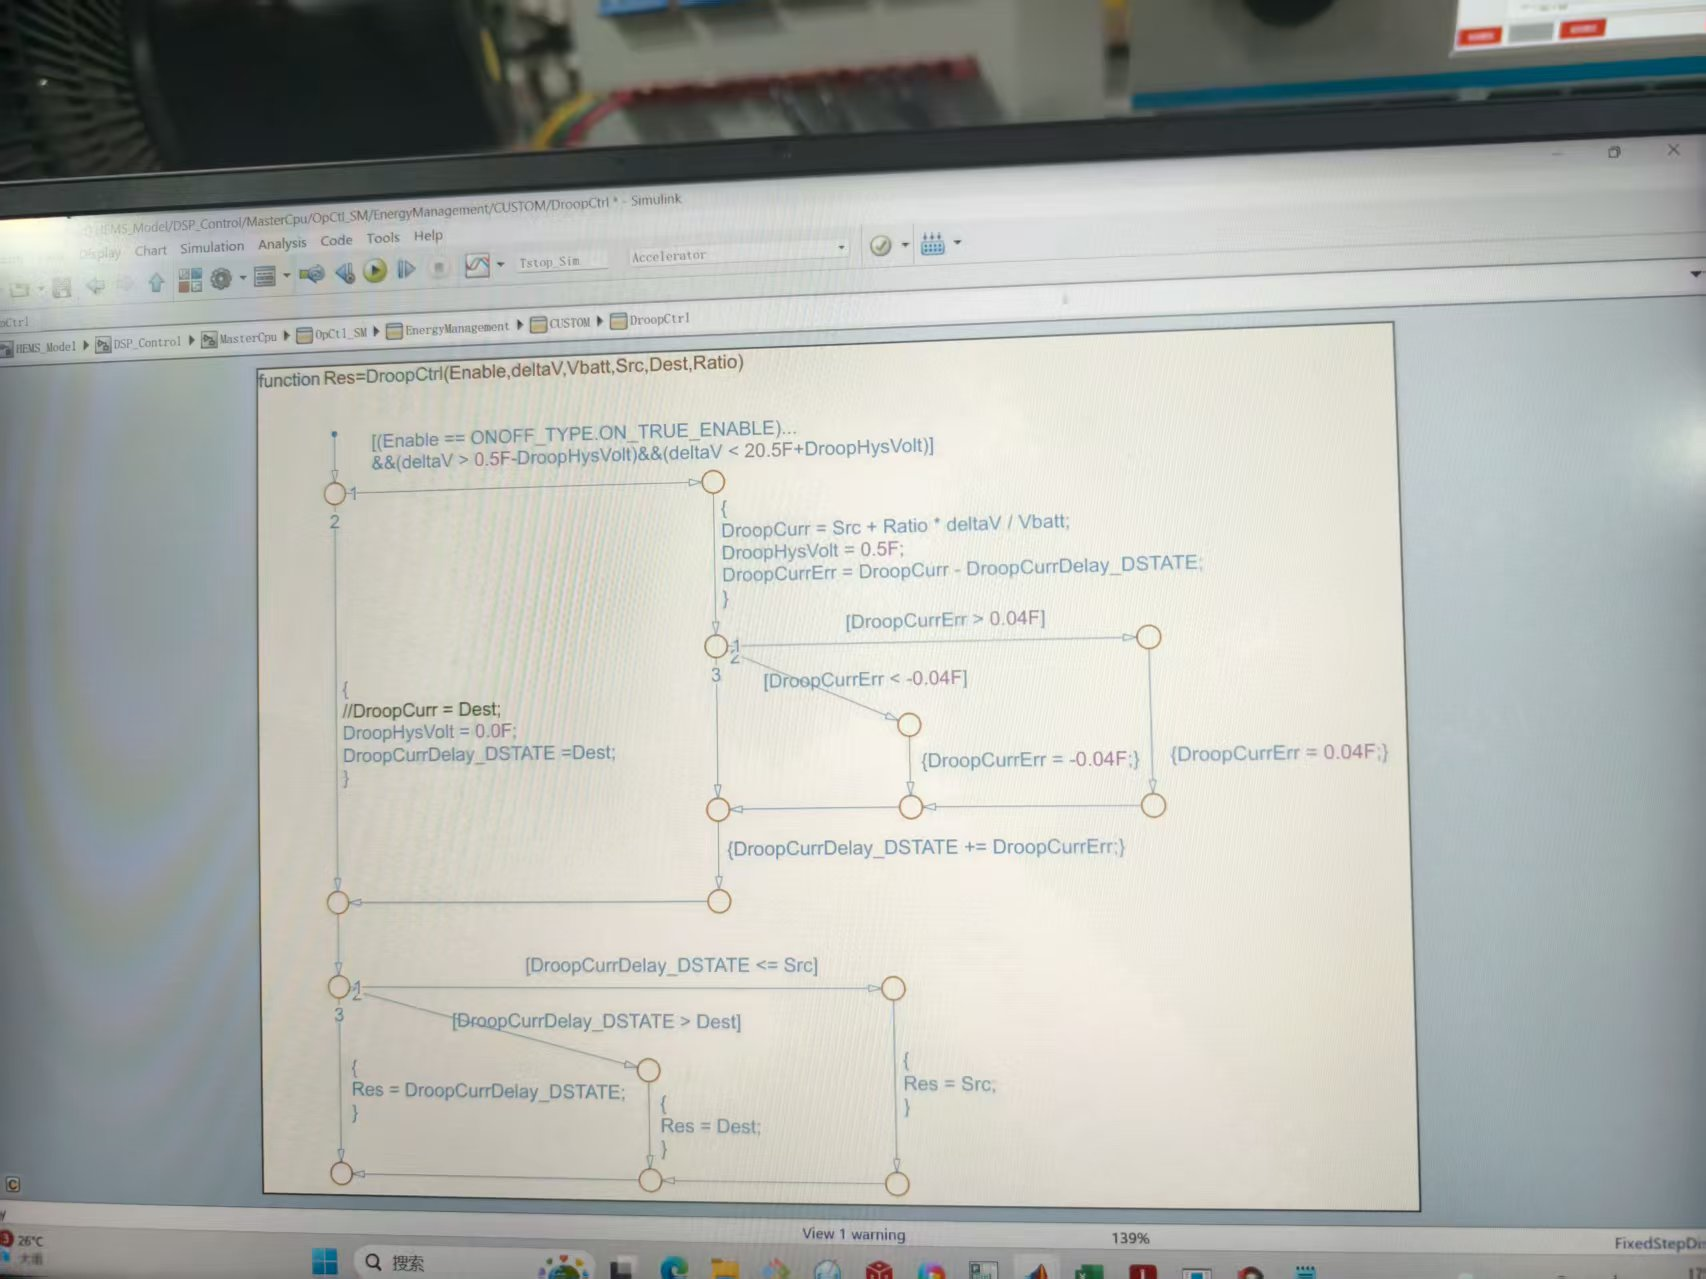 HEMS_Model/DSP_Control/MasterCpu/OpCtl_SM/EnergyManagement/CUSTOM/DroopCtrl * - Simulink
Display Chart Simulation Analysis Code Tools Help
Tstop_Sim Accelerator
pCtrl
HEMS_Model DSP_Control MasterCpu OpCtl_SM EnergyManagement CUSTOM DroopCtrl
function Res=DroopCtrl(Enable,deltaV,Vbatt,Src,Dest,Ratio)
[(Enable == ONOFF_TYPE.ON_TRUE_ENABLE)...
&&(deltaV > 0.5F-DroopHysVolt)&&(deltaV < 20.5F+DroopHysVolt)]
1
2
{
DroopCurr = Src + Ratio * deltaV / Vbatt;
DroopHysVolt = 0.5F;
DroopCurrErr = DroopCurr - DroopCurrDelay_DSTATE;
}
[DroopCurrErr > 0.04F]
1
2
3
[DroopCurrErr < -0.04F]
{
//DroopCurr = Dest;
DroopHysVolt = 0.0F;
DroopCurrDelay_DSTATE =Dest;
}
{DroopCurrErr = -0.04F;}
{DroopCurrErr = 0.04F;}
{DroopCurrDelay_DSTATE += DroopCurrErr;}
[DroopCurrDelay_DSTATE <= Src]
1
2
3
[DroopCurrDelay_DSTATE > Dest]
{
Res = DroopCurrDelay_DSTATE;
}
{
Res = Dest;
}
{
Res = Src;
}
C
View 1 warning
139%
FixedStepDis
3
26°C
搜索